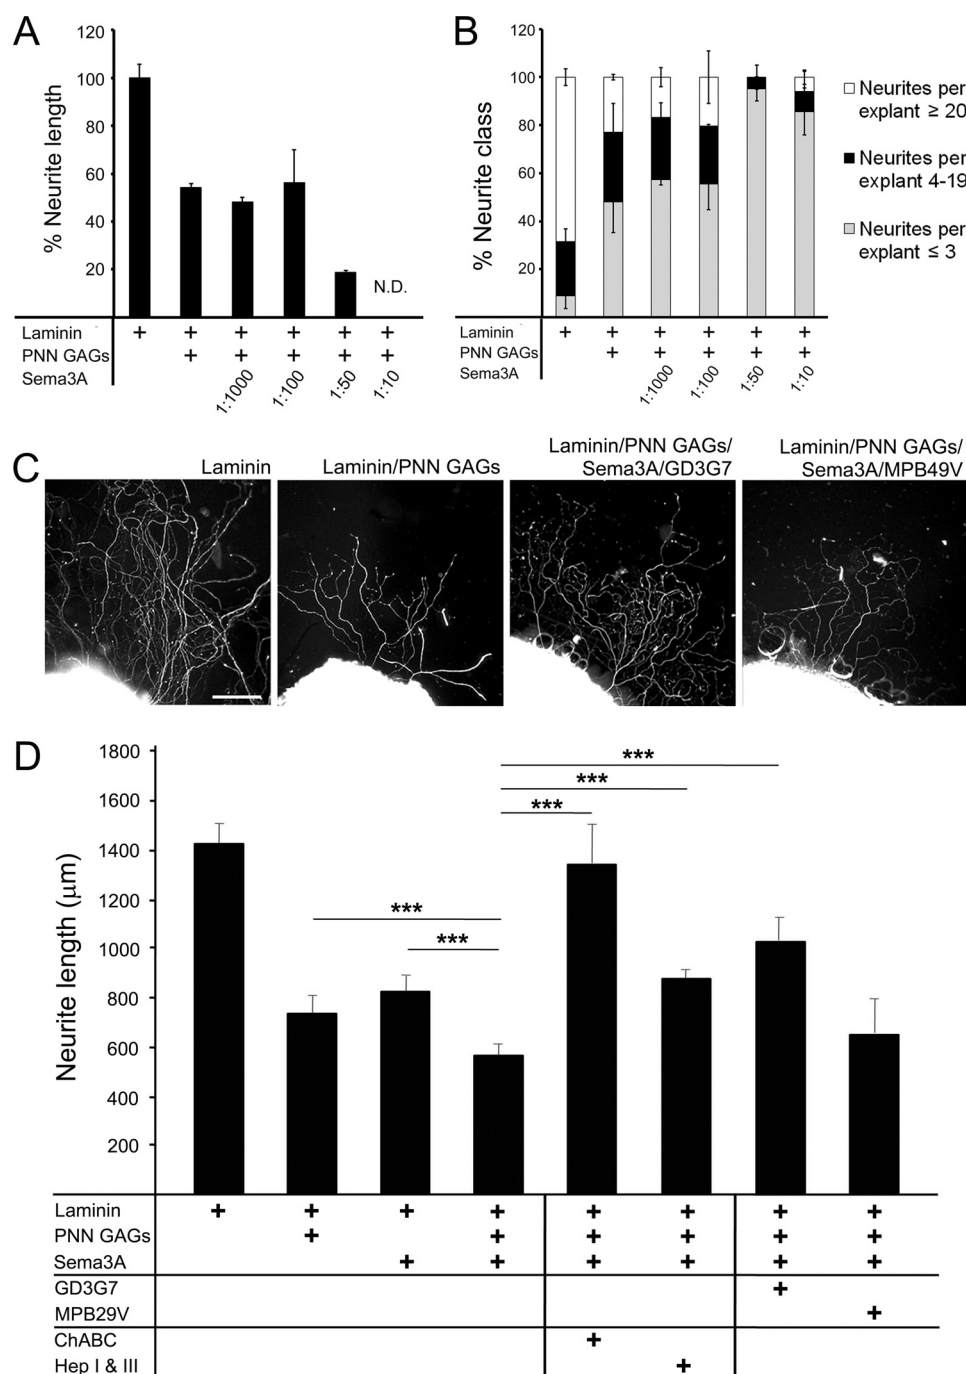 A
120
100
80
60
40
20
% Neurite length
N.D.
Laminin + + + + + +
PNN GAGs + + + + +
Sema3A 1:1000 1:100 1:50 1:10
B
120
100
80
60
40
20
% Neurite class
Laminin + + + + + +
PNN GAGs + + + + +
Sema3A 1:1000 1:100 1:50 1:10
Neurites per
explant ≥ 20
Neurites per
explant 4-19
Neurites per
explant ≤ 3
C
Laminin
Laminin/PNN GAGs
Laminin/PNN GAGs/
Sema3A/GD3G7
Laminin/PNN GAGs/
Sema3A/MPB49V
D
1800
1600
1400
1200
1000
800
600
400
200
Neurite length (μm)
***
***
***
***
***
Laminin + + + + + + + +
PNN GAGs + + + + + +
Sema3A + + + + + +
GD3G7 +
MPB29V +
ChABC +
Hep I & III +